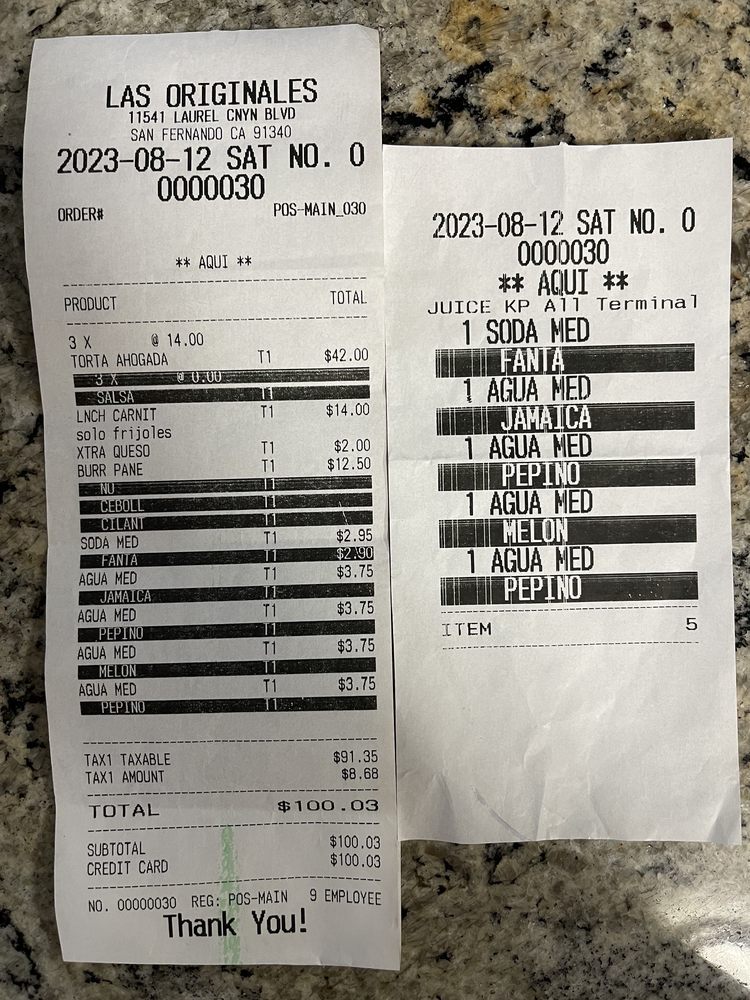 LAS ORIGINALES
11541 LAUREL CNYN BLVD
SAN FERNANDO CA 91340
2023-08-12 SAT NO. 0
0000030
ORDER# POS-MAIN_030
** AQUI **
PRODUCT TOTAL
3 X @ 14.00
TORTA AHOGADA T1 $42.00
3 X @ 0.00
SALSA T1
LNCH CARNIT T1 $14.00
solo frijoles
XTRA QUESO T1 $2.00
BURR PANE T1 $12.50
NO T1
CEBOLL T1
CILANT T1
SODA MED T1 $2.95
FANTA T1 $2.90
AGUA MED T1 $3.75
JAMAICA T1
AGUA MED T1 $3.75
PEPINO T1
AGUA MED T1 $3.75
MELON T1
AGUA MED T1 $3.75
PEPINO T1
TAX1 TAXABLE $91.35
TAX1 AMOUNT $8.68
TOTAL $100.03
SUBTOTAL $100.03
CREDIT CARD $100.03
NO. 00000030 REG: POS-MAIN 9 EMPLOYEE
Thank You!
2023-08-12 SAT NO. 0
0000030
** AQUI **
JUICE KP All Terminal
1 SODA MED
FANTA
1 AGUA MED
JAMAICA
1 AGUA MED
PEPINO
1 AGUA MED
MELON
1 AGUA MED
PEPINO
ITEM 5